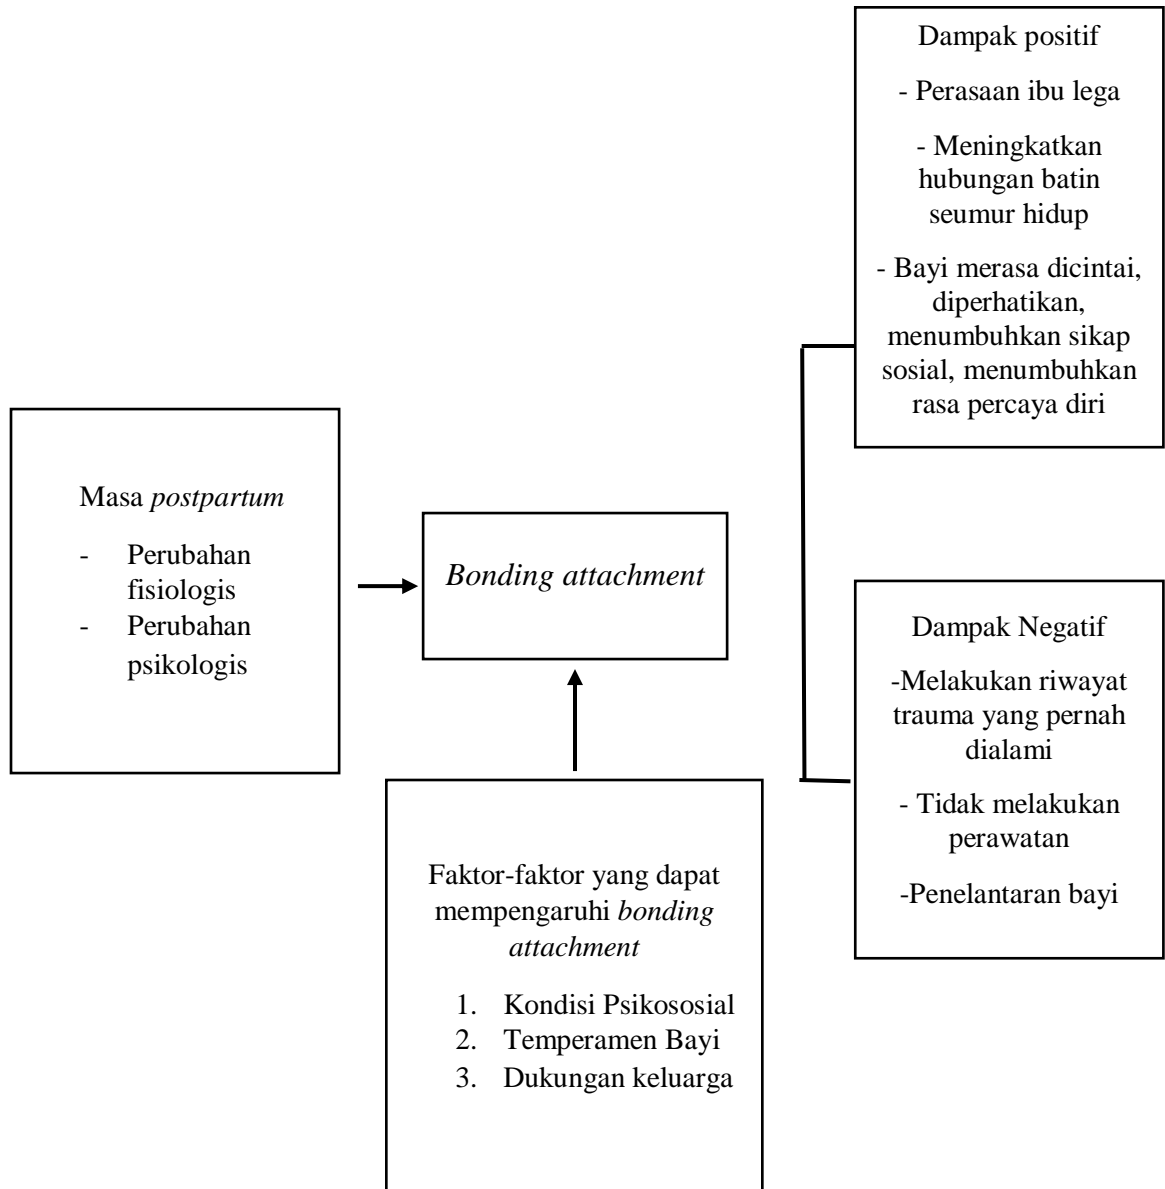 Dampak positif
- Perasaan ibu lega
- Meningkatkan
hubungan batin
seumur hidup
- Bayi merasa dicintai,
diperhatikan,
menumbuhkan sikap
sosial, menumbuhkan
rasa percaya diri
Masa postpartum
- Perubahan
fisiologis
- Perubahan
psikologis
Bonding attachment
Dampak Negatif
-Melakukan riwayat
trauma yang pernah
dialami
- Tidak melakukan
perawatan
-Penelantaran bayi
Faktor-faktor yang dapat
mempengaruhi bonding
attachment
1. Kondisi Psikososial
2. Temperamen Bayi
3. Dukungan keluarga